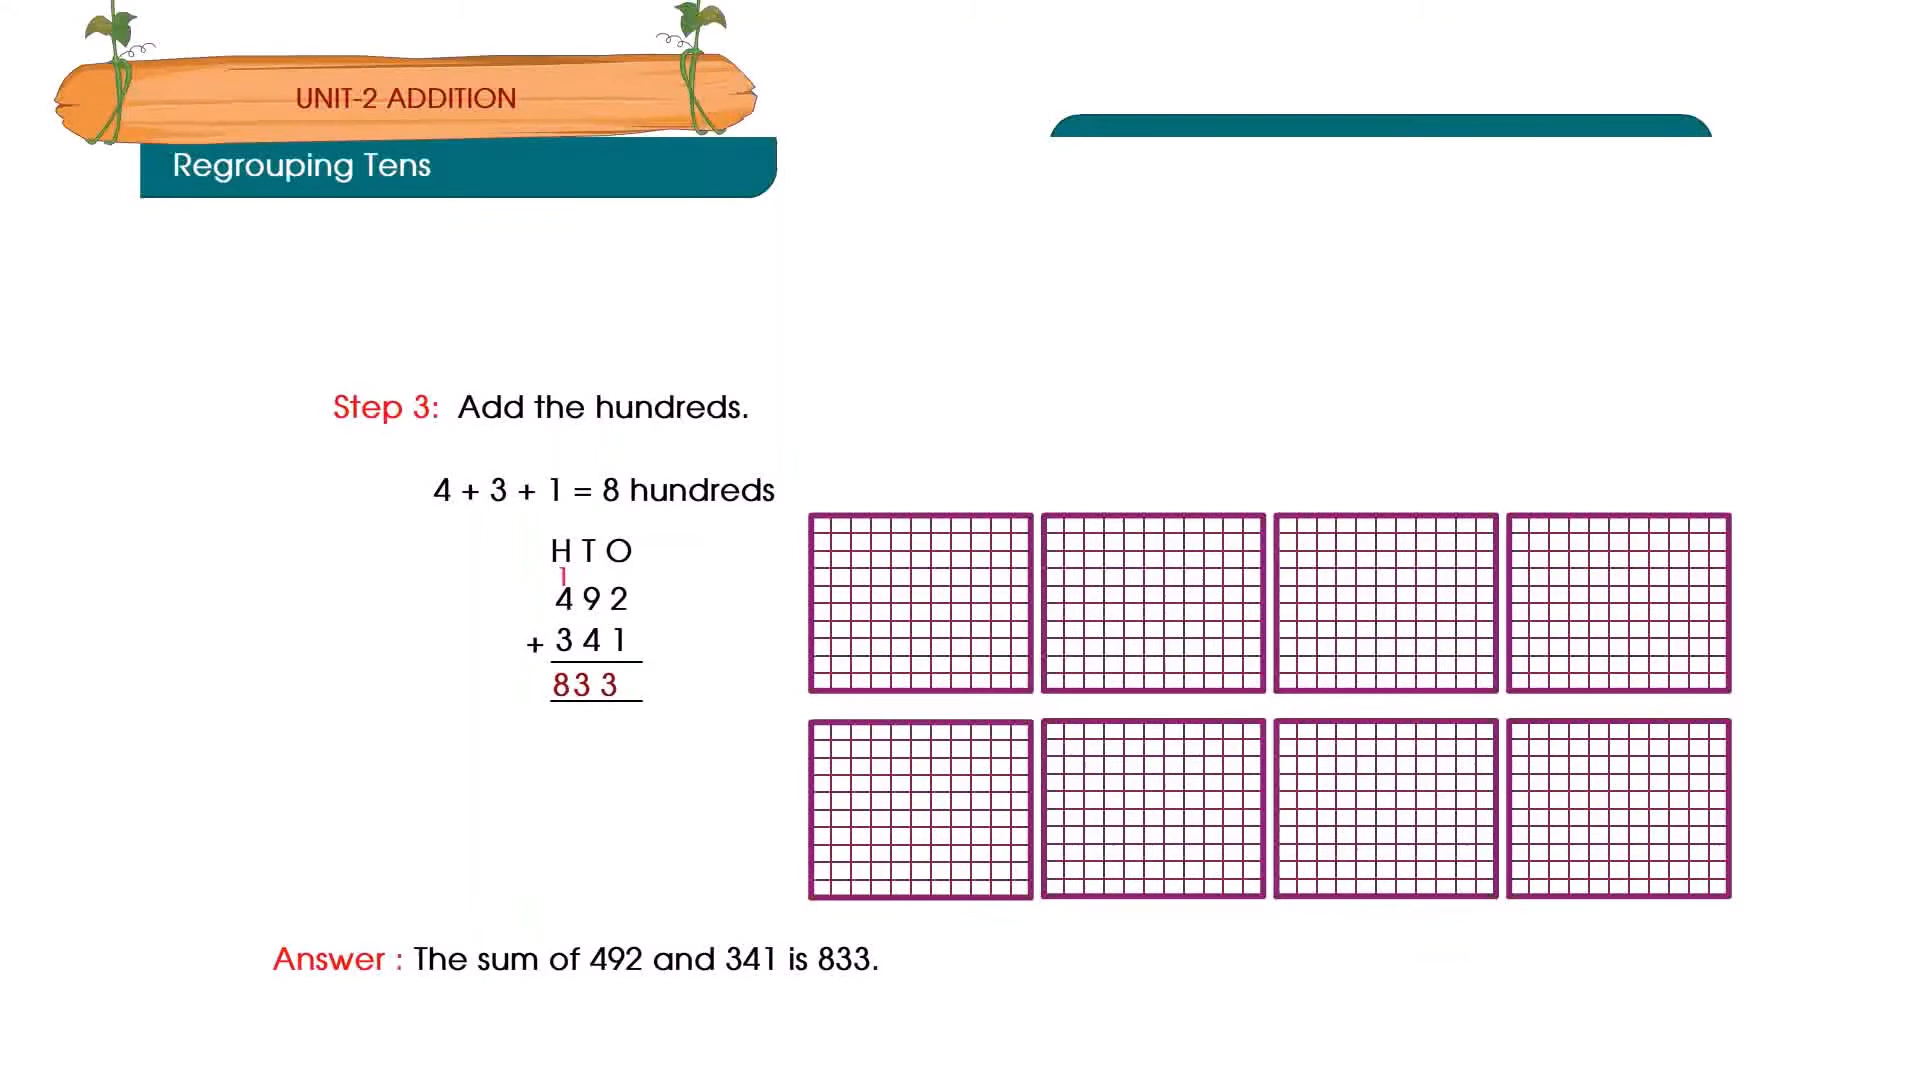 UNIT-2 ADDITION
Regrouping Tens
Step 3: Add the hundreds.
4 + 3 + 1 = 8 hundreds
H T O
1
4 9 2
+ 3 4 1
8 3 3
Answer : The sum of 492 and 341 is 833.